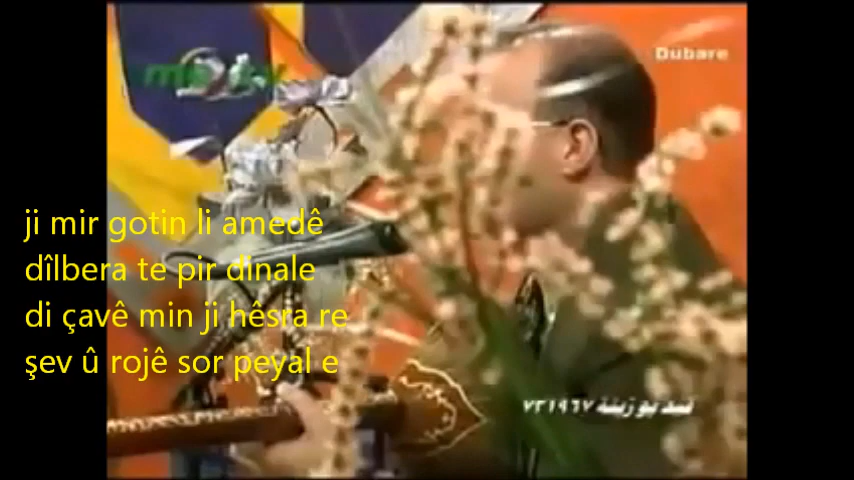 Dubare
ji mir gotin li amedê
dîlbera te pir dinale
di çavê min ji hêsra re
şev û rojê sor peyal e
٧٣١٩٦٧